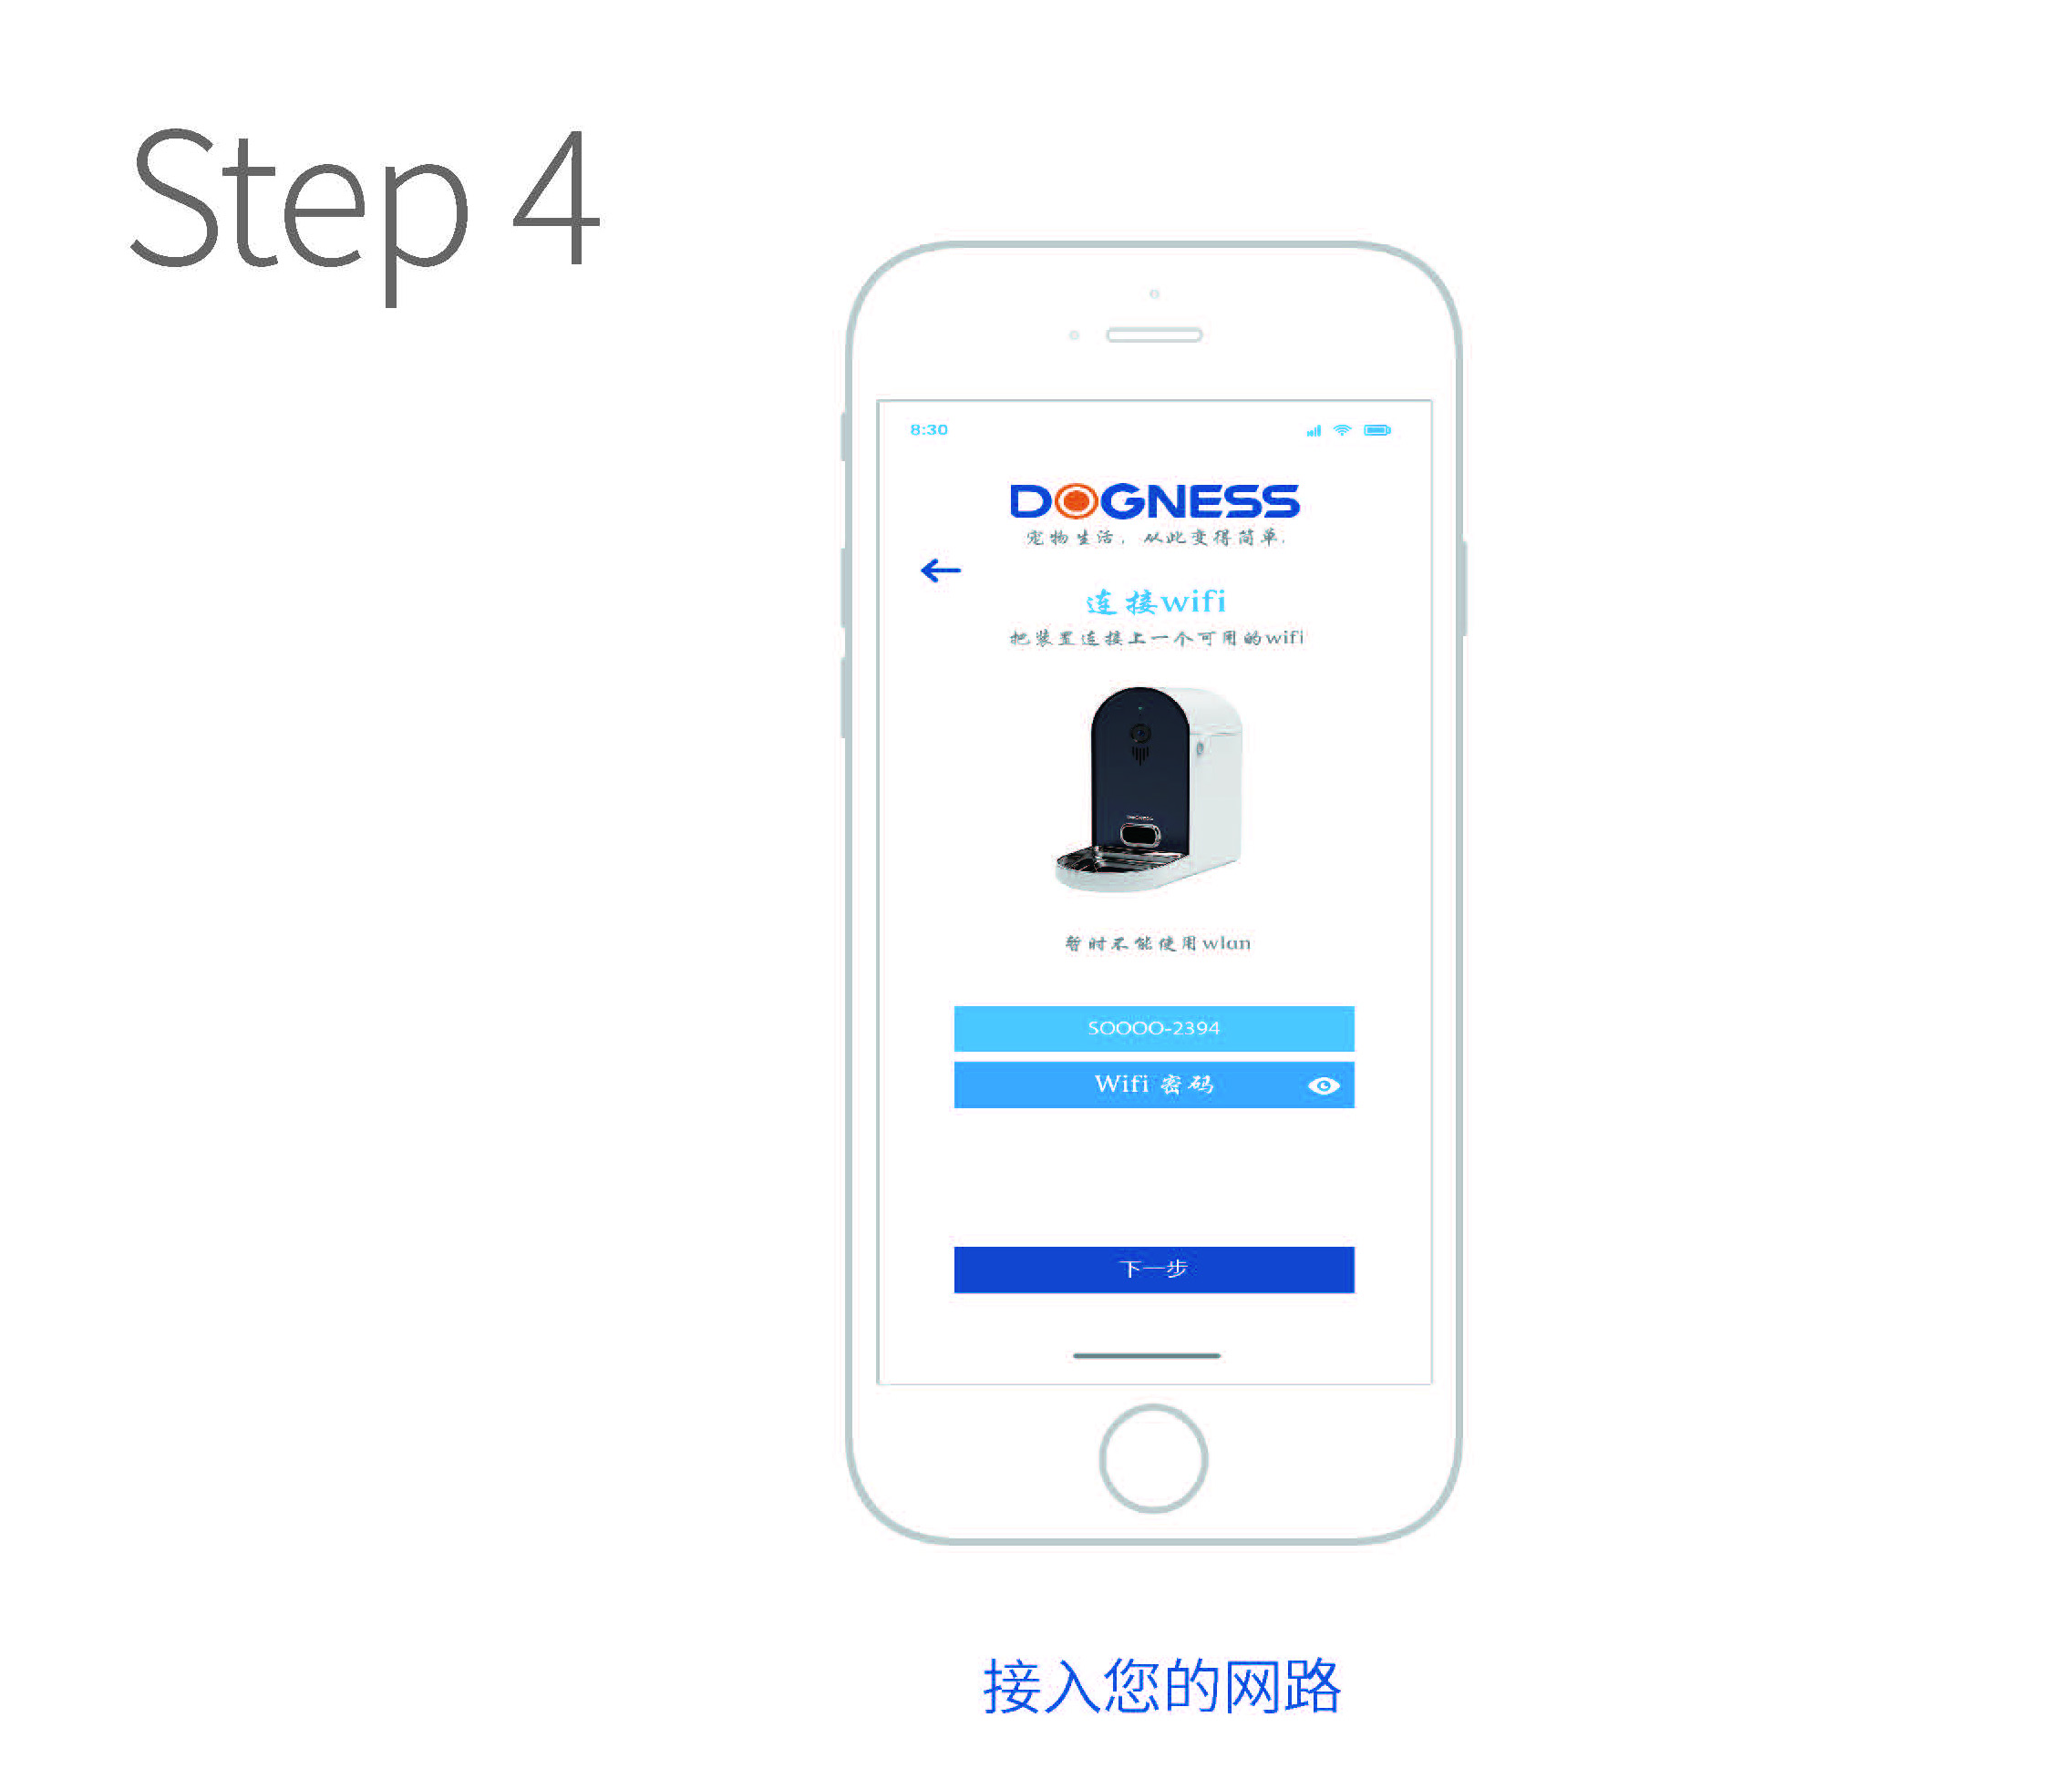 Step 4
8:30
DOGNESS
宠物生活，从此变得简单.
连接wifi
把装置连接上一个可用的wifi
暂时不能使用wlan
SOOOO-2394
Wifi 密码
下一步
接入您的网路